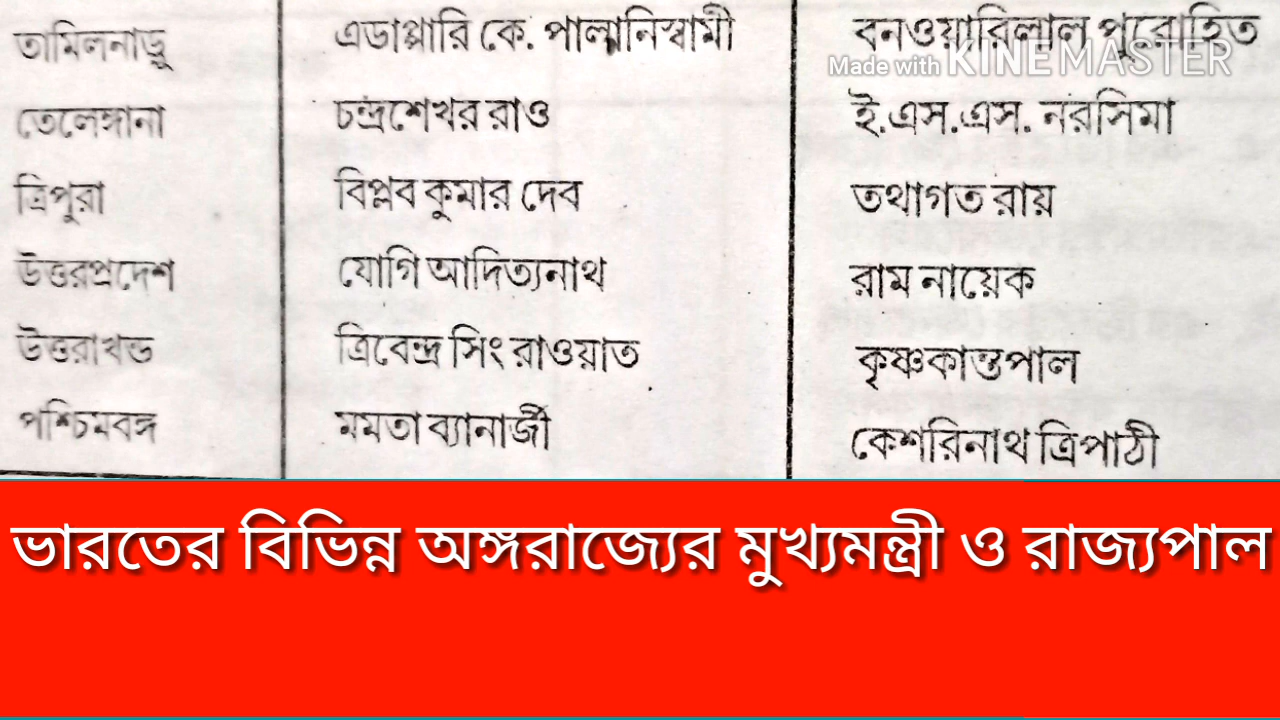 তামিলনাড়ু এডাপ্পারি কে. পালানিস্বামী বনওয়ারিলাল পুরোহিত
Made with KINEMASTER
তেলেঙ্গানা চন্দ্রশেখর রাও ই.এস.এস. নরসিমা
ত্রিপুরা বিপ্লব কুমার দেব তথাগত রায়
উত্তরপ্রদেশ যোগি আদিত্যনাথ রাম নায়েক
উত্তরাখন্ড ত্রিবেন্দ্র সিং রাওয়াত কৃষ্ণকান্তপাল
পশ্চিমবঙ্গ মমতা ব্যানার্জী কেশরিনাথ ত্রিপাঠী
ভারতের বিভিন্ন অঙ্গরাজ্যের মুখ্যমন্ত্রী ও রাজ্যপাল